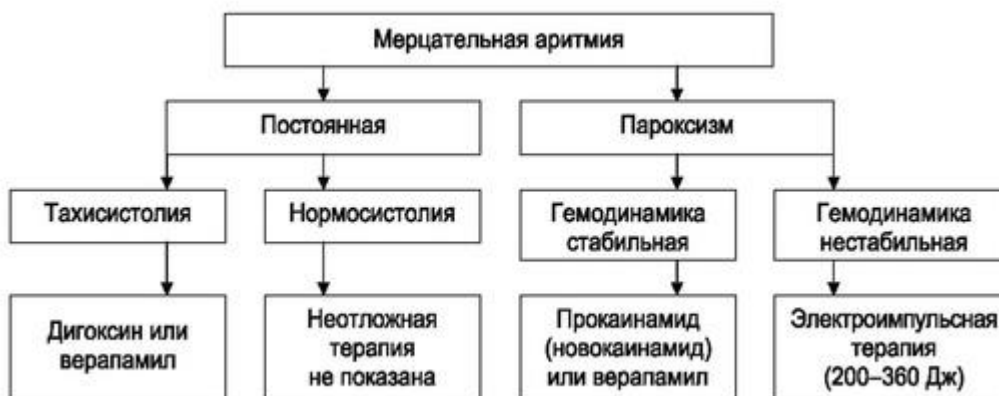 Мерцательная аритмия
Постоянная
Пароксизм
Тахисистолия
Нормосистолия
Гемодинамика
стабильная
Гемодинамика
нестабильная
Дигоксин или
верапамил
Неотложная
терапия
не показана
Прокаинамид
(новокаинамид)
или верапамил
Электроимпульсная
терапия
(200–360 Дж)